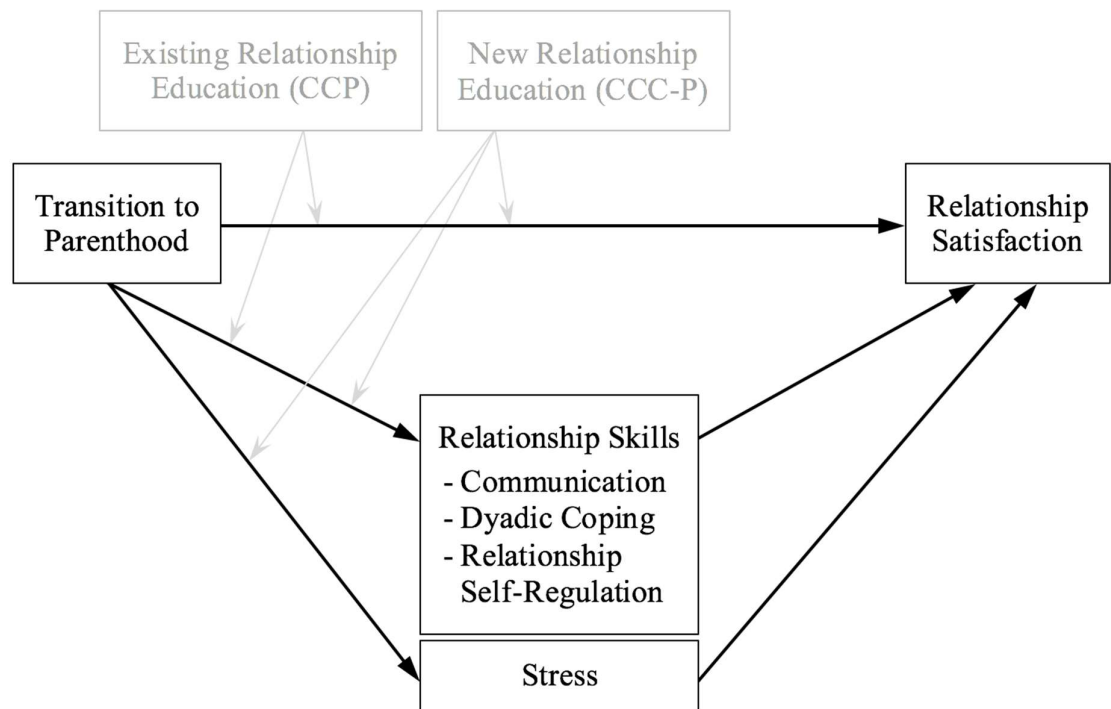 Existing Relationship
Education (CCP)
New Relationship
Education (CCC-P)
Transition to
Parenthood
Relationship
Satisfaction
Relationship Skills
- Communication
- Dyadic Coping
- Relationship
Self-Regulation
Stress